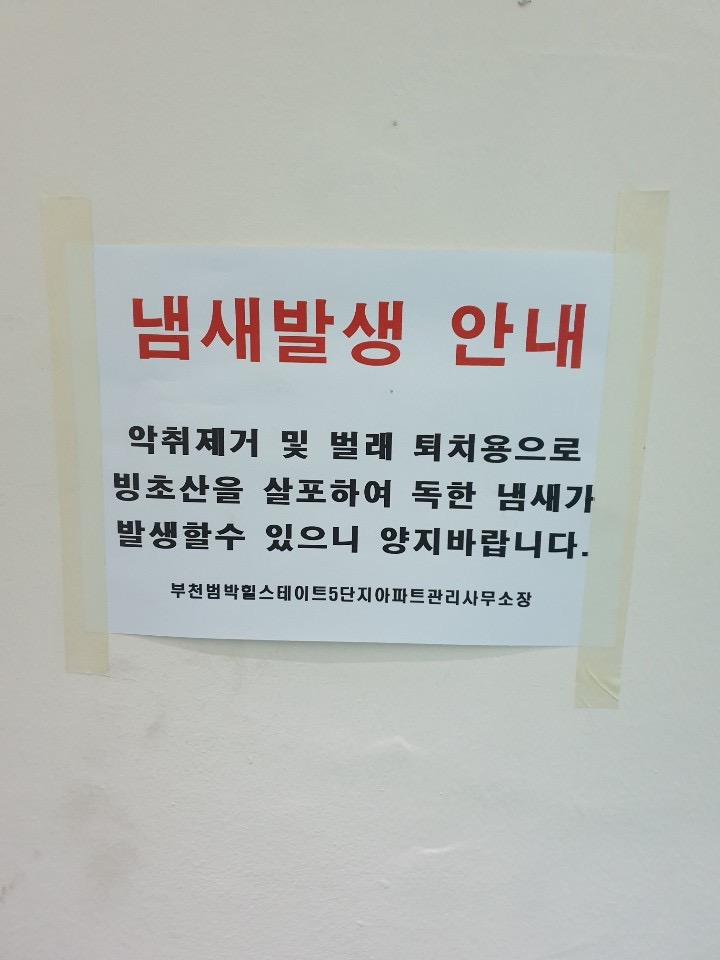 냄새발생 안내
악취제거 및 벌래 퇴치용으로
빙초산을 살포하여 독한 냄새가
발생할수 있으니 양지바랍니다.
부천범박힐스테이트5단지아파트관리사무소장